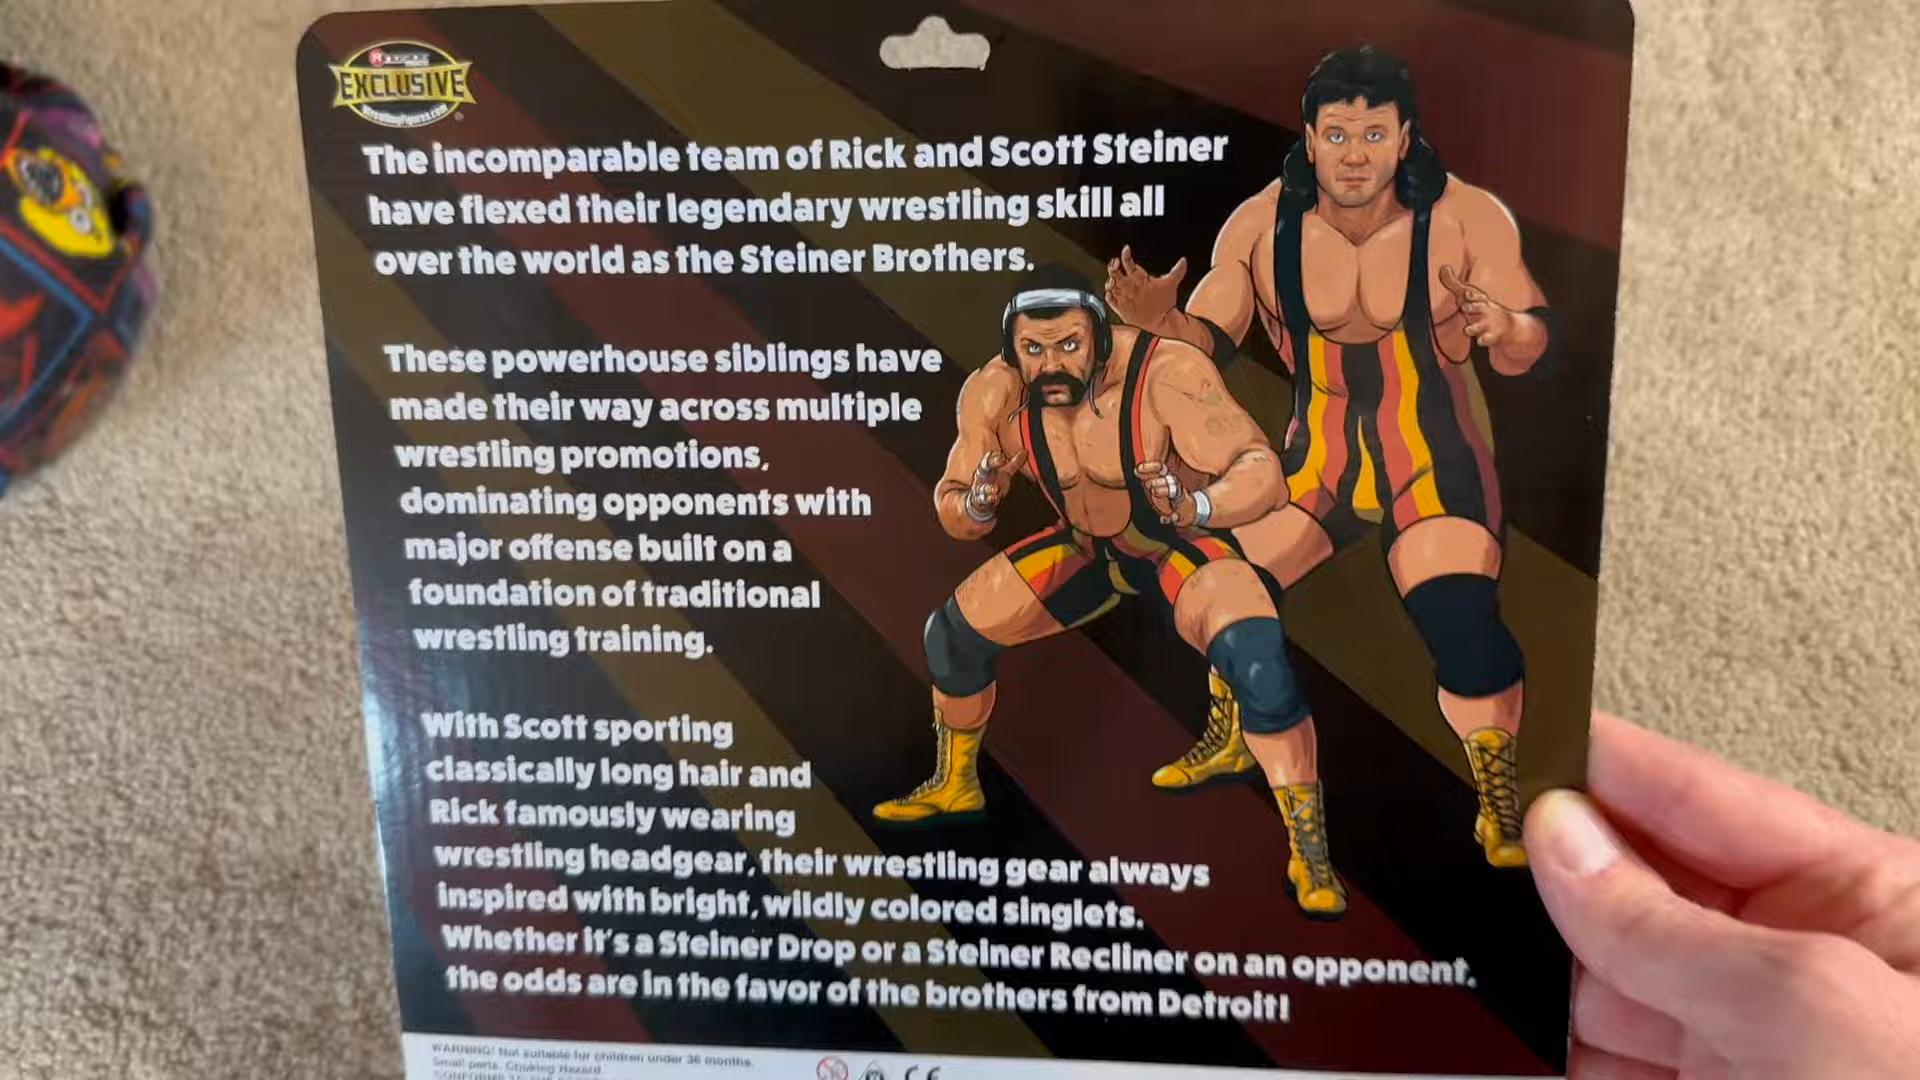 EXCLUSIVE
wrestlingfigures.com
The incomparable team of Rick and Scott Steiner
have flexed their legendary wrestling skill all
over the world as the Steiner Brothers.
These powerhouse siblings have
made their way across multiple
wrestling promotions,
dominating opponents with
major offense built on a
foundation of traditional
wrestling training.
With Scott sporting
classically long hair and
Rick famously wearing
wrestling headgear, their wrestling gear always
inspired with bright, wildly colored singlets.
Whether it's a Steiner Drop or a Steiner Recliner on an opponent,
the odds are in the favor of the brothers from Detroit!
WARNING! Not suitable for children under 36 months.
Small parts. Choking Hazard.
CE